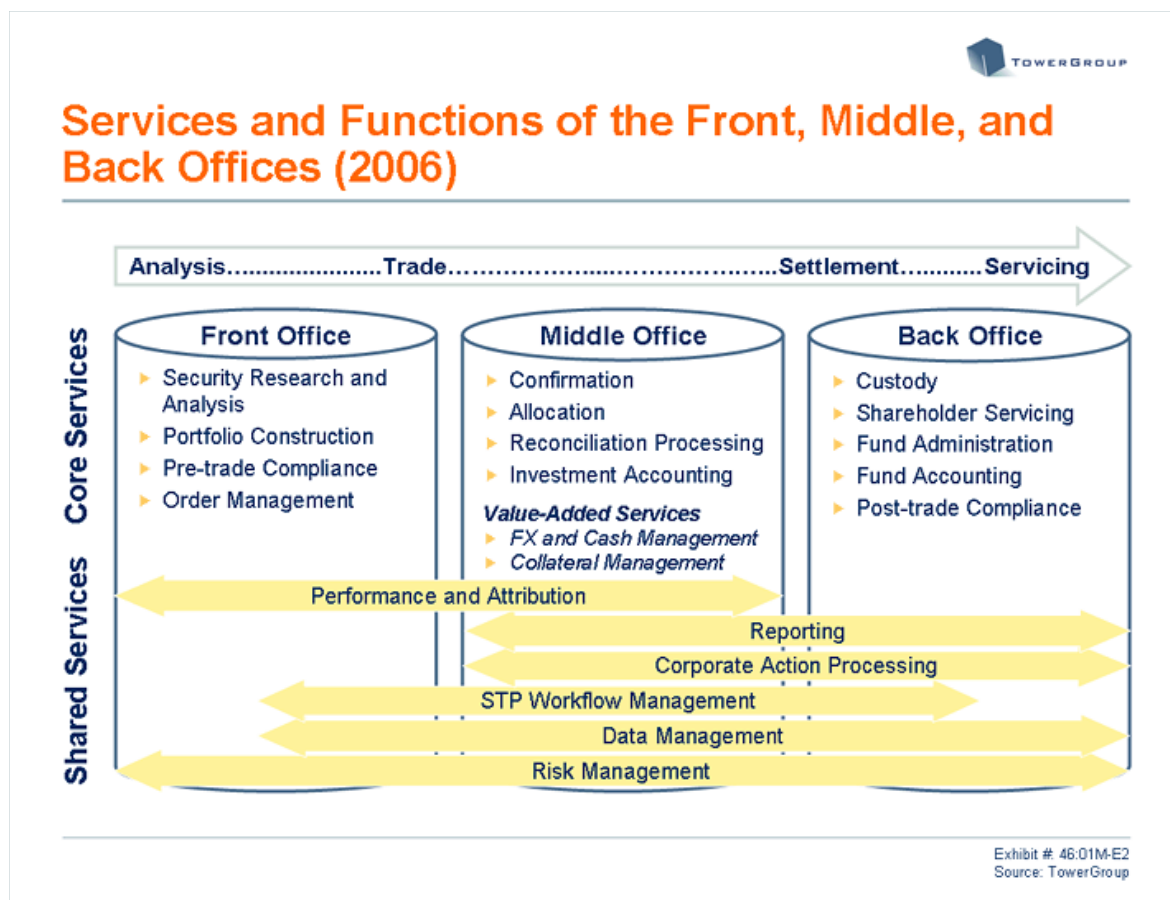 TOWERGROUP
Services and Functions of the Front, Middle, and
Back Offices (2006)
Analysis.......................Trade.................................................Settlement............Servicing
Core Services
Front Office
Security Research and
Analysis
Portfolio Construction
Pre-trade Compliance
Order Management
Middle Office
Confirmation
Allocation
Reconciliation Processing
Investment Accounting
Value-Added Services
FX and Cash Management
Collateral Management
Back Office
Custody
Shareholder Servicing
Fund Administration
Fund Accounting
Post-trade Compliance
Shared Services
Performance and Attribution
Reporting
Corporate Action Processing
STP Workflow Management
Data Management
Risk Management
Exhibit #: 46:01M-E2
Source: TowerGroup